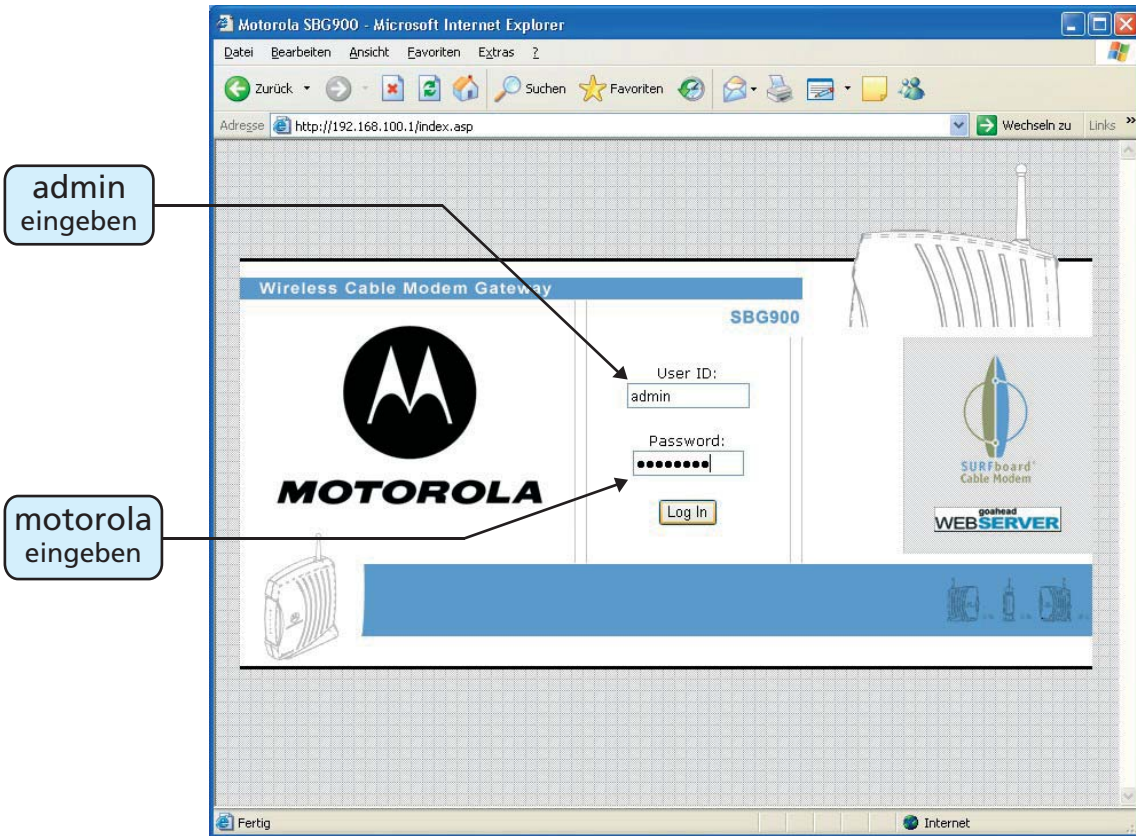 Motorola SBG900 - Microsoft Internet Explorer
Datei Bearbeiten Ansicht Favoriten Extras ?
Zurück Suchen Favoriten
Adresse http://192.168.100.1/index.asp Wechseln zu Links »
admin
eingeben
Wireless Cable Modem Gateway
SBG900
User ID:
admin
Password:
●●●●●●●●
Log In
MOTOROLA
SURFboard®
Cable Modem
goahead
WEBSERVER
motorola
eingeben
Fertig Internet